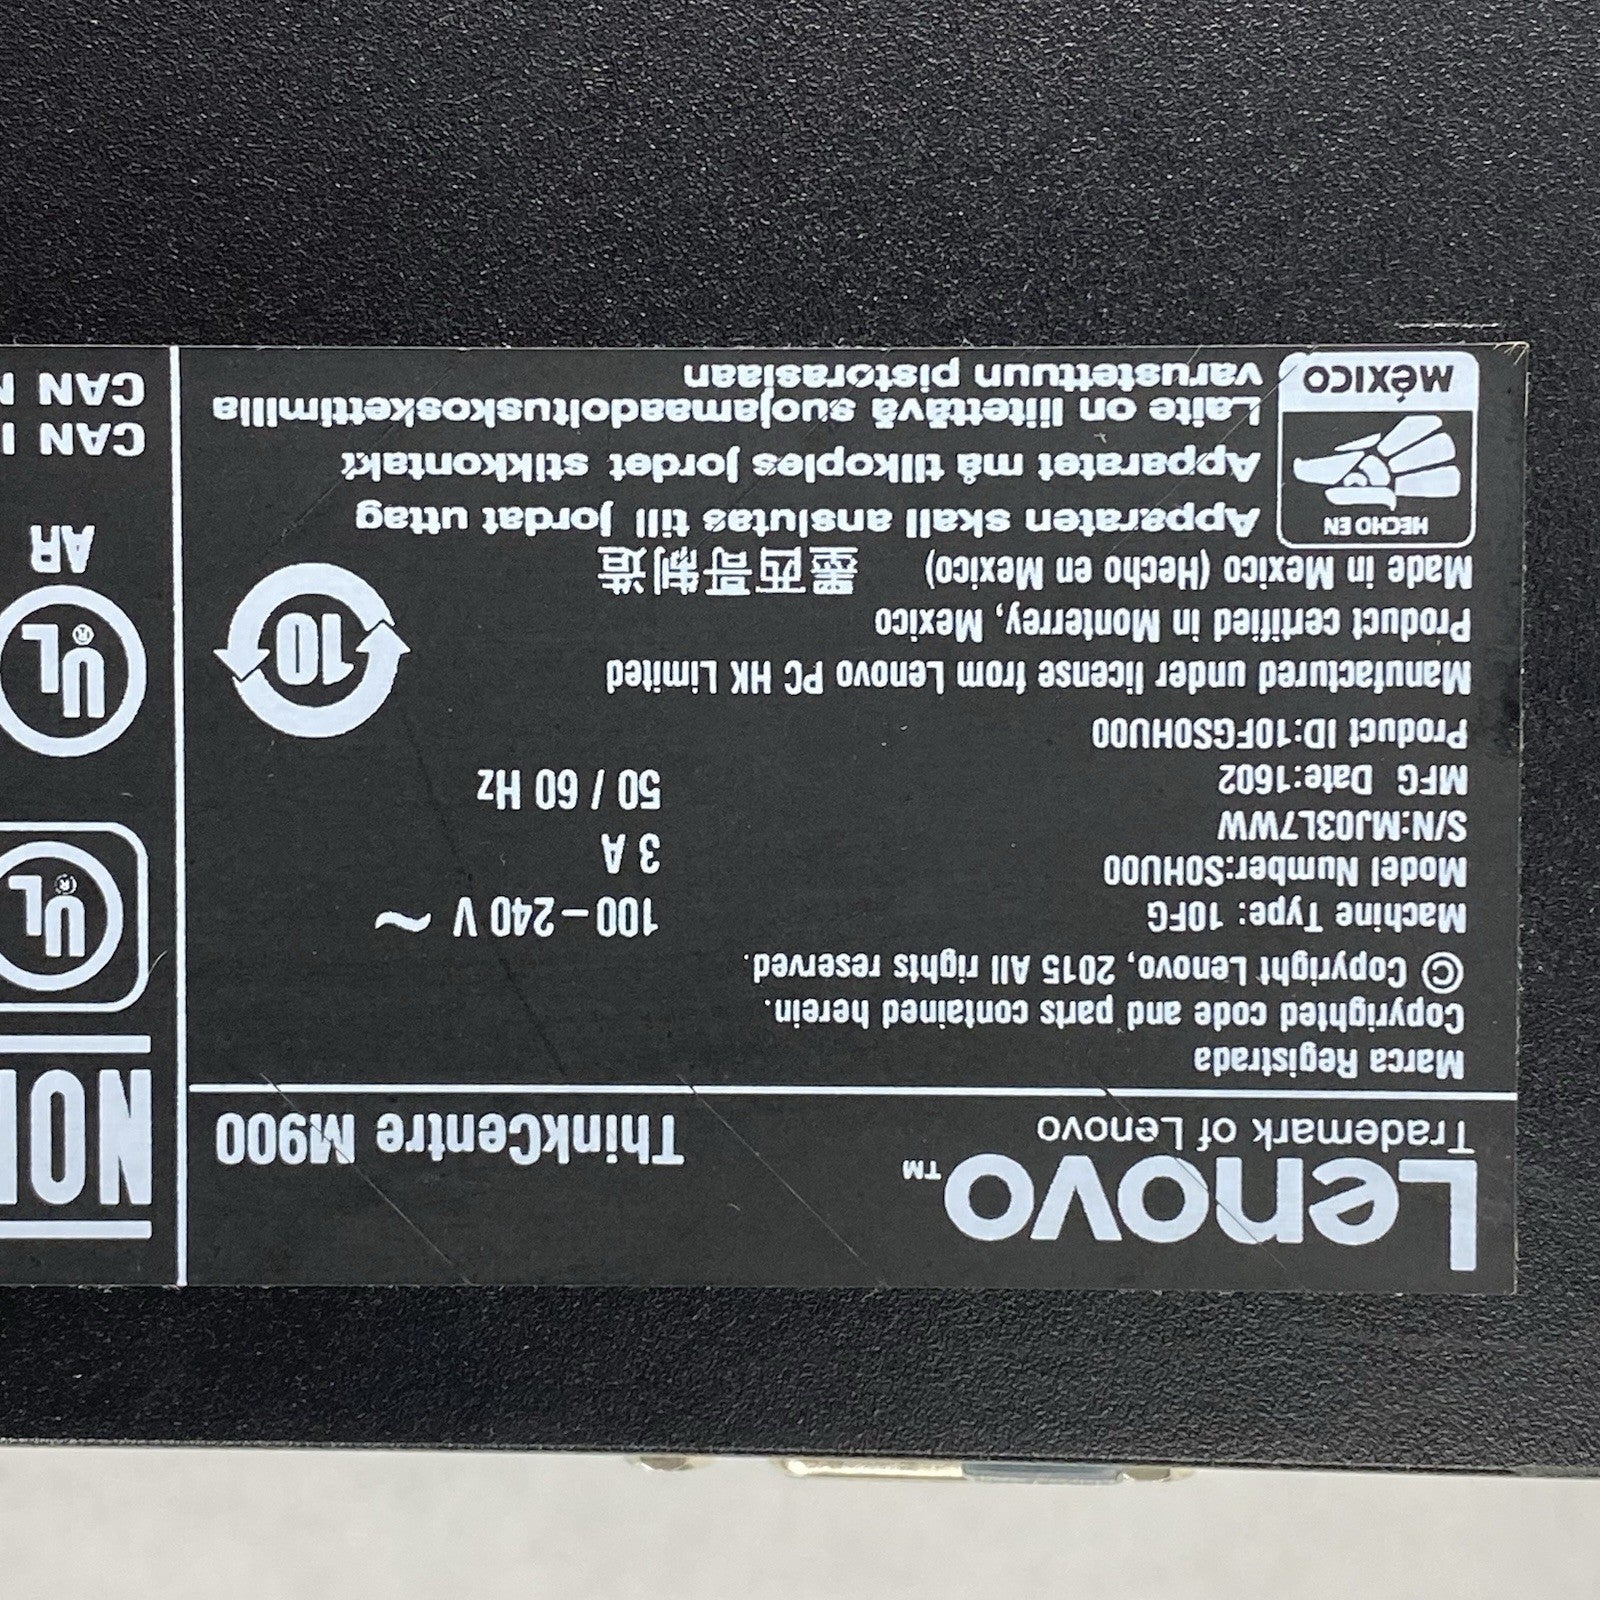 Lenovo™
Trademark of Lenovo
ThinkCentre M900
Marca Registrada
Copyrighted code and parts contained herein.
© Copyright Lenovo, 2015 All rights reserved.
Machine Type: 10FG
Model Number:S0HU00
S/N:MJ03L7WW
MFG Date:1602
Product ID:10FGS0HU00
100-240 V ~
3 A
50 / 60 Hz
Manufactured under license from Lenovo PC HK Limited
Product certified in Monterrey, Mexico
Made in Mexico (Hecho en Mexico) 墨西哥制造
10
HECHO EN
MéXICO
Apparaten skall anslutas till jordat uttag
Apparatet må tilkoples jordet stikkontakt
Laite on liitettävä suojamaadoituskoskettimilla
varustettuun pistorasiaan
UL®
UL®
AR
CAN
CAN